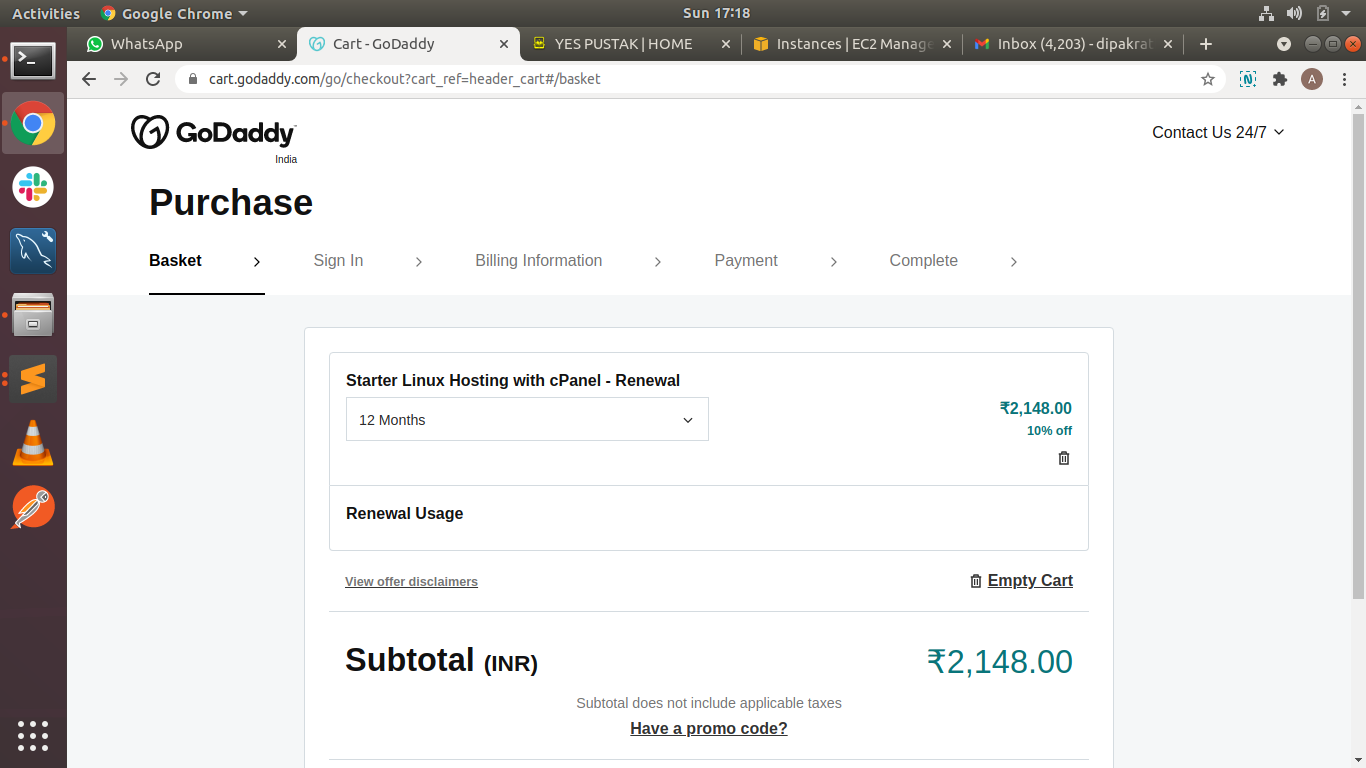 Activities
Google Chrome
Sun 17:18
WhatsApp
Cart - GoDaddy
YES PUSTAK | HOME
Instances | EC2 Manage
Inbox (4,203) - dipakrat
cart.godaddy.com/go/checkout?cart_ref=header_cart#/basket
A
GoDaddy
India
Contact Us 24/7
Purchase
Basket
Sign In
Billing Information
Payment
Complete
Starter Linux Hosting with cPanel - Renewal
12 Months
₹2,148.00
10% off
Renewal Usage
View offer disclaimers
Empty Cart
Subtotal (INR)
₹2,148.00
Subtotal does not include applicable taxes
Have a promo code?